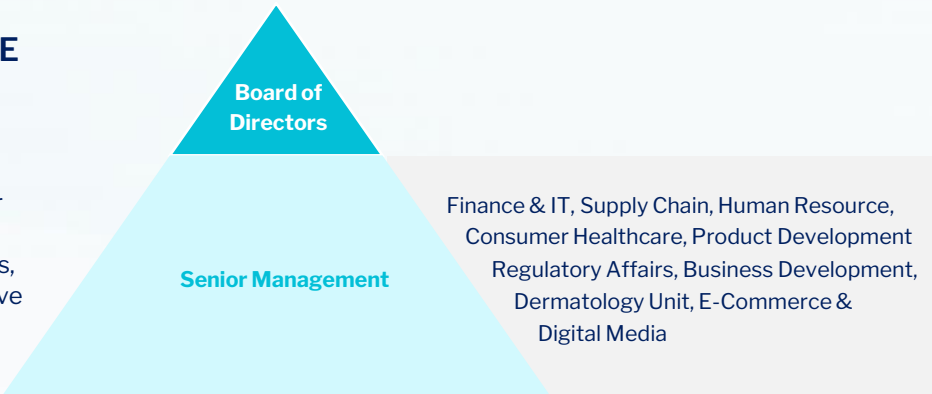 E
Board of
Directors
s,
ve
Senior Management
Finance & IT, Supply Chain, Human Resource,
Consumer Healthcare, Product Development
Regulatory Affairs, Business Development,
Dermatology Unit, E-Commerce &
Digital Media